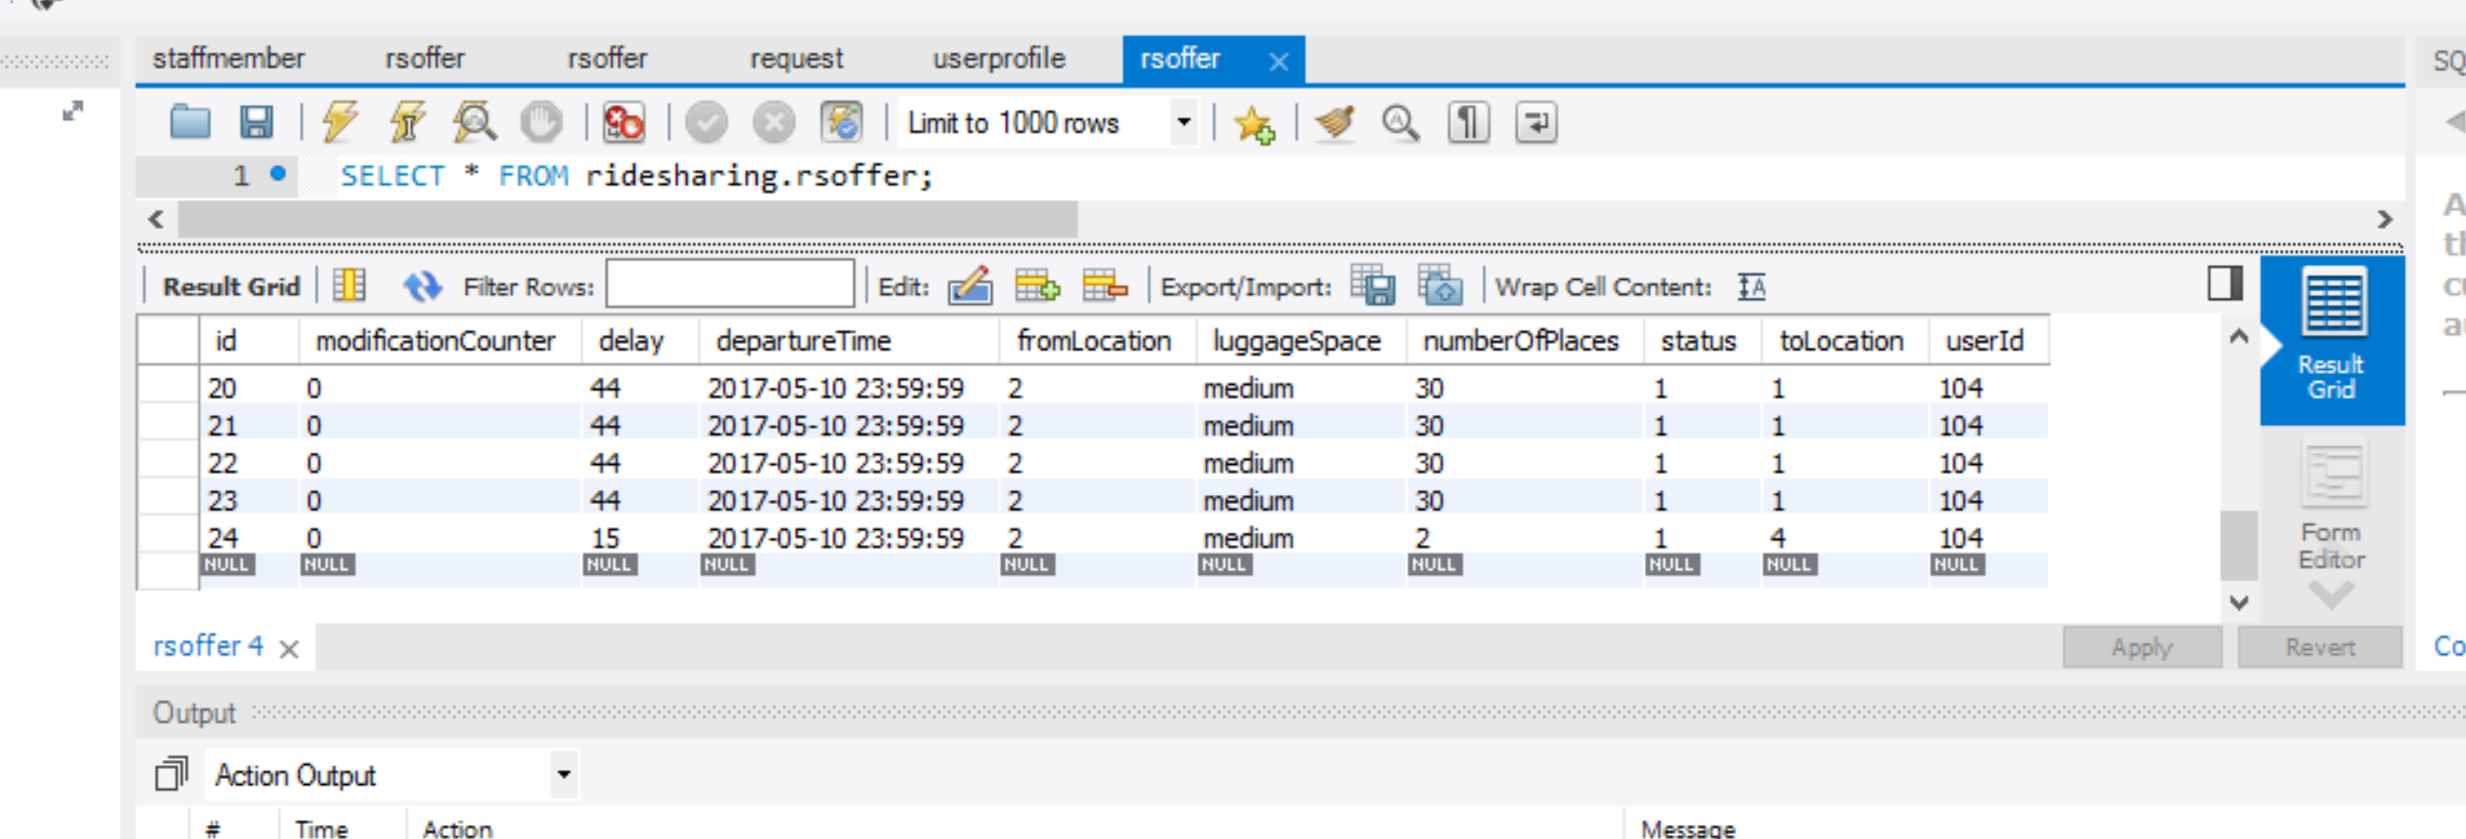 staffmember rsoffer rsoffer request userprofile rsoffer
SQ
Limit to 1000 rows
1 SELECT * FROM ridesharing.rsoffer;
Result Grid Filter Rows: Edit: Export/Import: Wrap Cell Content:
id modificationCounter delay departureTime fromLocation luggageSpace numberOfPlaces status toLocation userId
20 0 44 2017-05-10 23:59:59 2 medium 30 1 1 104
21 0 44 2017-05-10 23:59:59 2 medium 30 1 1 104
22 0 44 2017-05-10 23:59:59 2 medium 30 1 1 104
23 0 44 2017-05-10 23:59:59 2 medium 30 1 1 104
24 0 15 2017-05-10 23:59:59 2 medium 2 1 4 104
NULL NULL NULL NULL NULL NULL NULL NULL NULL NULL
Result
Grid
Form
Editor
rsoffer 4
Apply Revert
Co
Output
Action Output
# Time Action Message